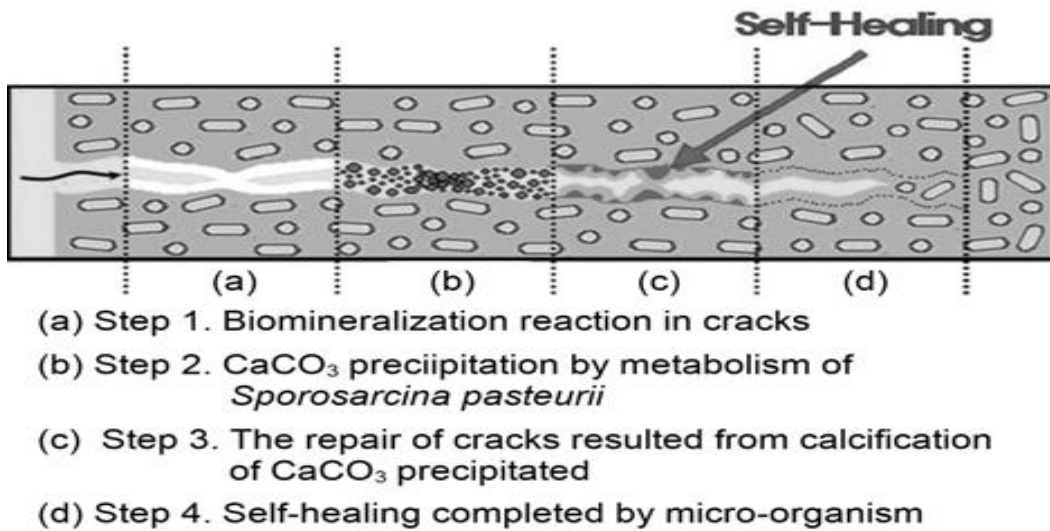 Self-Healing
(a) (b) (c) (d)
(a) Step 1. Biomineralization reaction in cracks
(b) Step 2. CaCO₃ preciipitation by metabolism of
Sporosarcina pasteurii
(c) Step 3. The repair of cracks resulted from calcification
of CaCO₃ precipitated
(d) Step 4. Self-healing completed by micro-organism